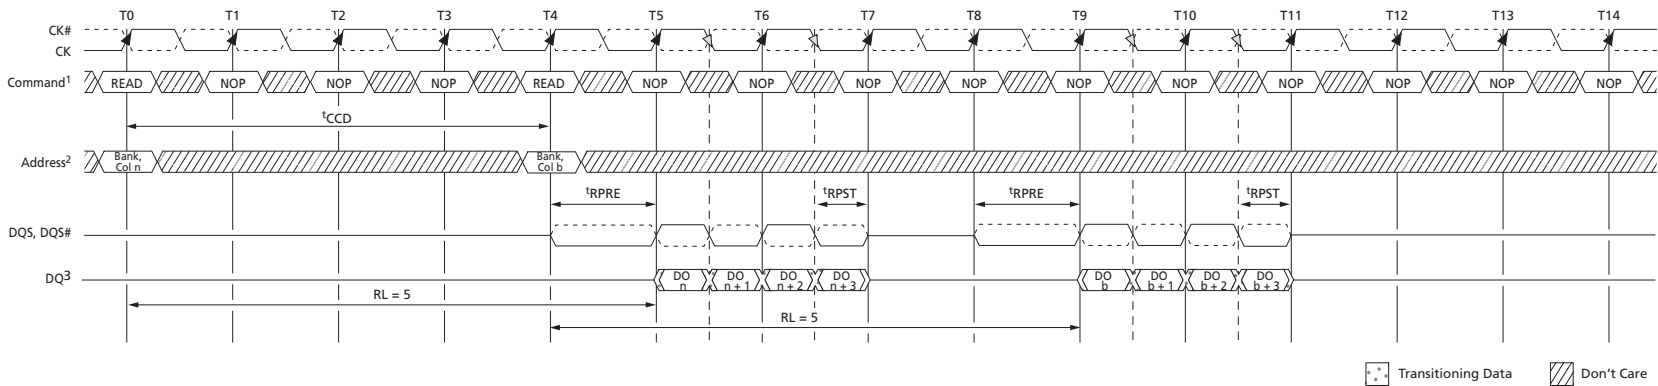 T0 T1 T2 T3 T4 T5 T6 T7 T8 T9 T10 T11 T12 T13 T14
CK#
CK
Command1 READ NOP NOP NOP READ NOP NOP NOP NOP NOP NOP NOP NOP NOP NOP
tCCD
Address2 Bank, Col n Bank, Col b
tRPRE tRPST tRPRE tRPST
DQS, DQS#
DQ3 DO n DO n + 1 DO n + 2 DO n + 3 DO b DO b + 1 DO b + 2 DO b + 3
RL = 5
RL = 5
Transitioning Data Don't Care